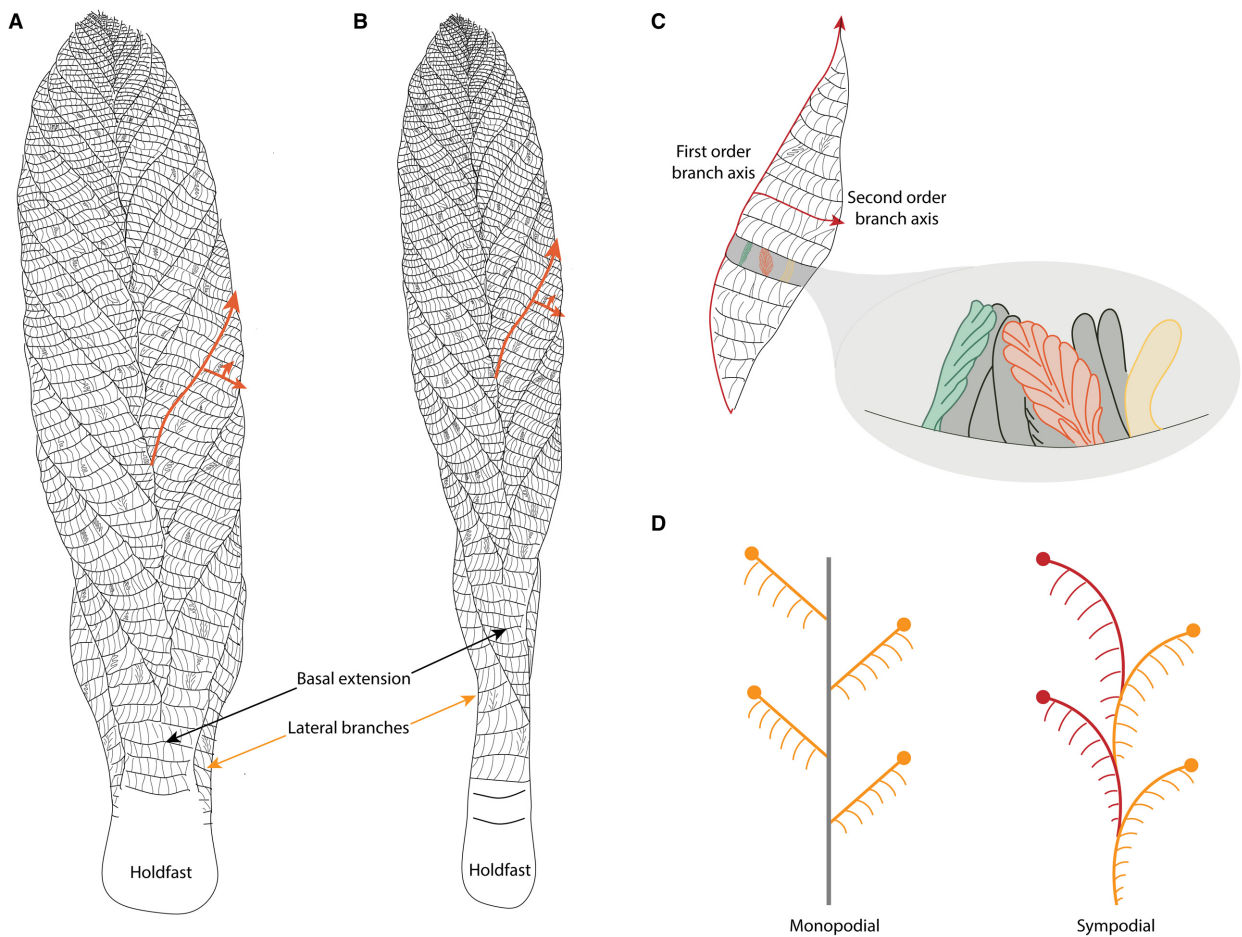 A
B
C
First order
branch axis
Second order
branch axis
D
Basal extension
Lateral branches
Holdfast
Holdfast
Monopodial
Sympodial